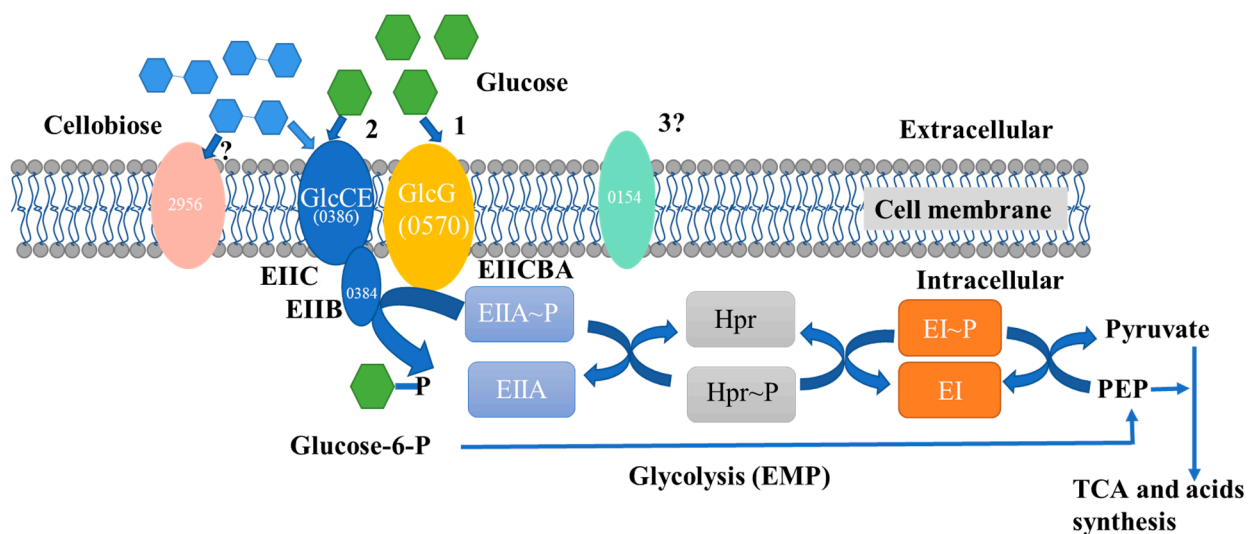 Glucose
Cellobiose
?
2
1
3?
Extracellular
2956
GlcCE
(0386)
GlcG
(0570)
0154
Cell membrane
EIIC
EIIB
0384
EIICBA
Intracellular
EIIA~P
Hpr
EI~P
Pyruvate
P
EIIA
Hpr~P
EI
PEP
Glucose-6-P
Glycolysis (EMP)
TCA and acids
synthesis